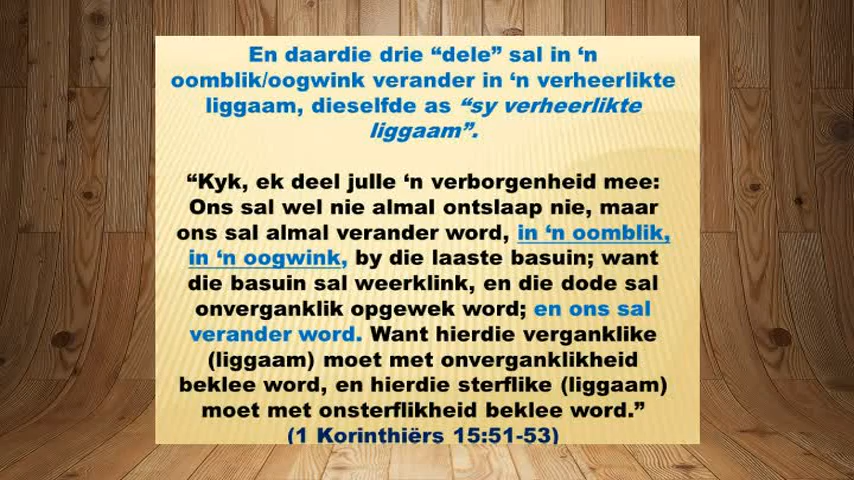 En daardie drie “dele” sal in ‘n
oomblik/oogwink verander in ‘n verheerlikte
liggaam, dieselfde as “sy verheerlikte
liggaam”.
“Kyk, ek deel julle ‘n verborgenheid mee:
Ons sal wel nie almal ontslaap nie, maar
ons sal almal verander word, in ‘n oomblik,
in ‘n oogwink, by die laaste basuin; want
die basuin sal weerklink, en die dode sal
onverganklik opgewek word; en ons sal
verander word. Want hierdie verganklike
(liggaam) moet met onverganklikheid
beklee word, en hierdie sterflike (liggaam)
moet met onsterflikheid beklee word.”
(1 Korinthiërs 15:51-53)